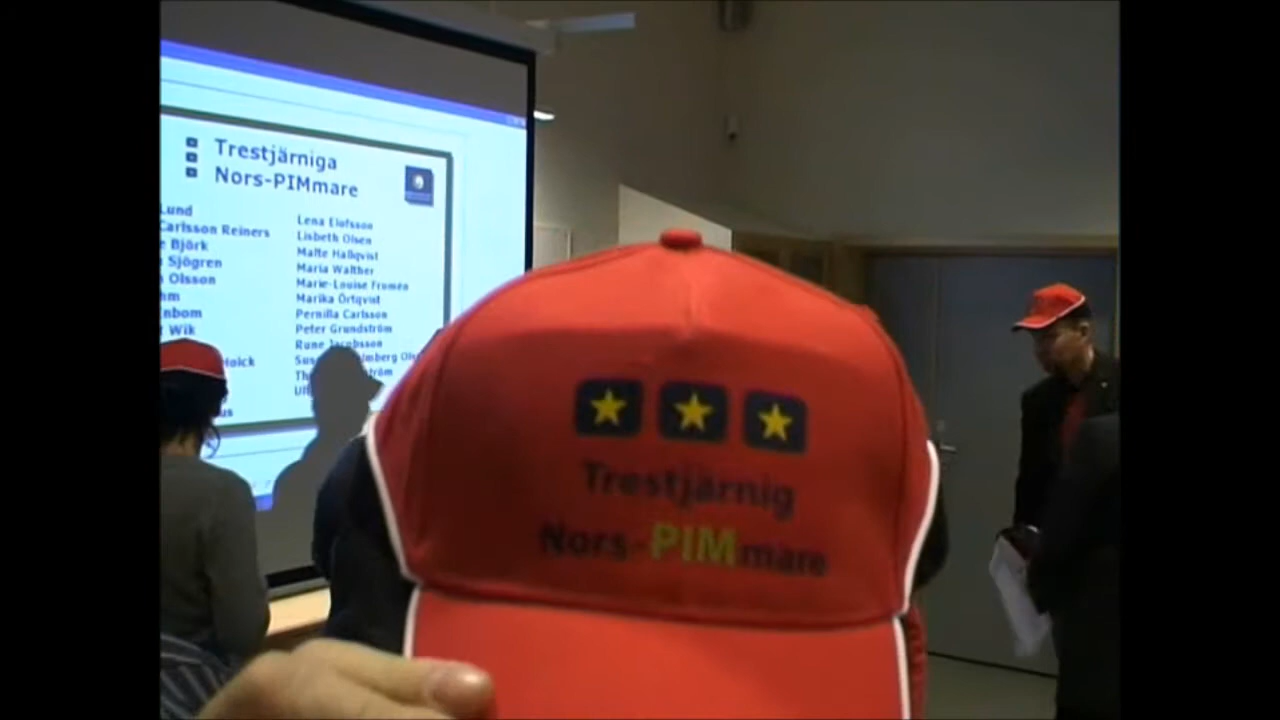 Trestjärniga
Nors-PIMmare
Lund
Carlsson Reiners
Björk
Sjögren
Olsson
Wik
Lena Elofsson
Lisbeth Olsen
Malte Hallqvist
Maria Walther
Marie-Louise Fromén
Marika Örtqvist
Pernilla Carlsson
Peter Grundström
Rune Jacobsson
Trestjärnig
Nors-PIMmare